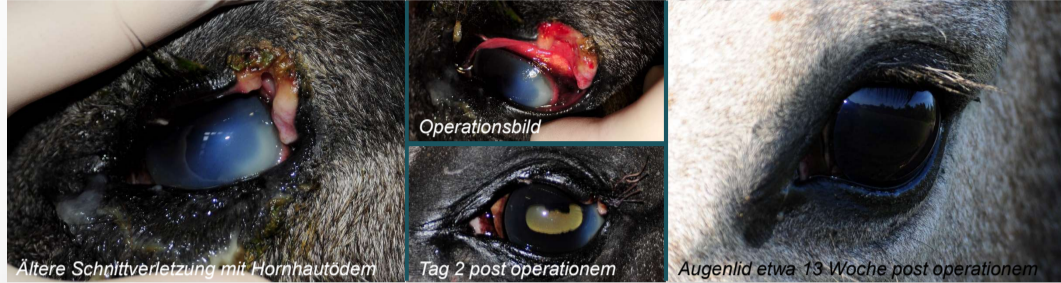 Ältere Schnittverletzung mit Hornhautödem
Operationsbild
Tag 2 post operationem
Augenlid etwa 13 Woche post operationem